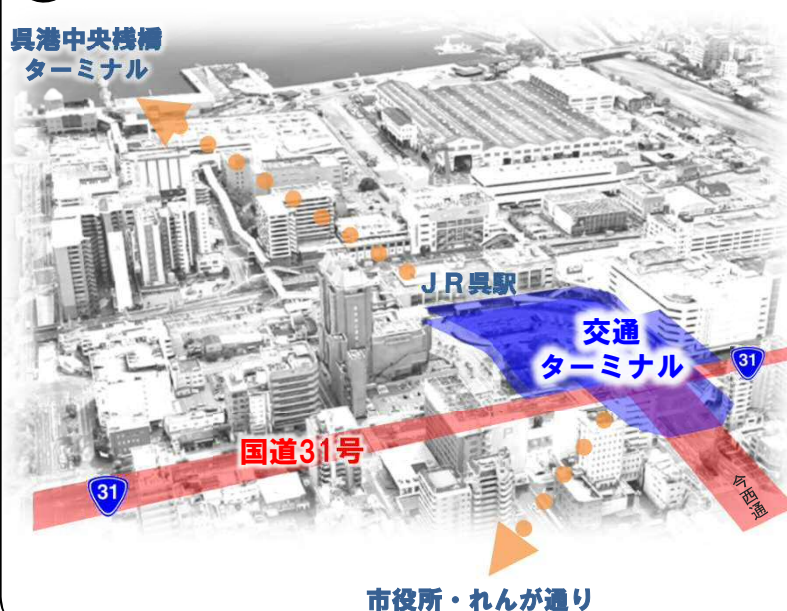 呉港中央桟橋
ターミナル
ＪＲ呉駅
交通
ターミナル
31
国道31号
31
今西通
市役所・れんが通り